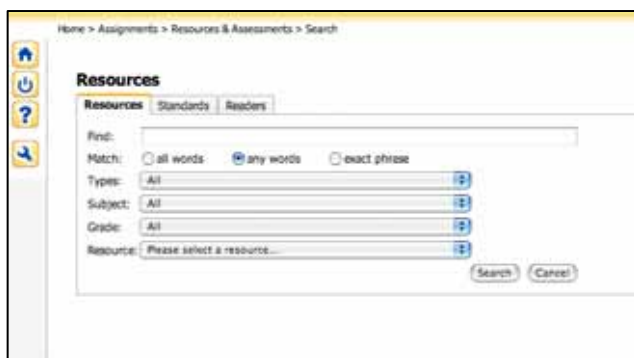 Home > Assignments > Resources & Assessments > Search
Resources
Resources Standards Readers
Find:
Match: all words any words exact phrase
Types: All
Subject: All
Grade: All
Resource: Please select a resource...
Search Cancel
?